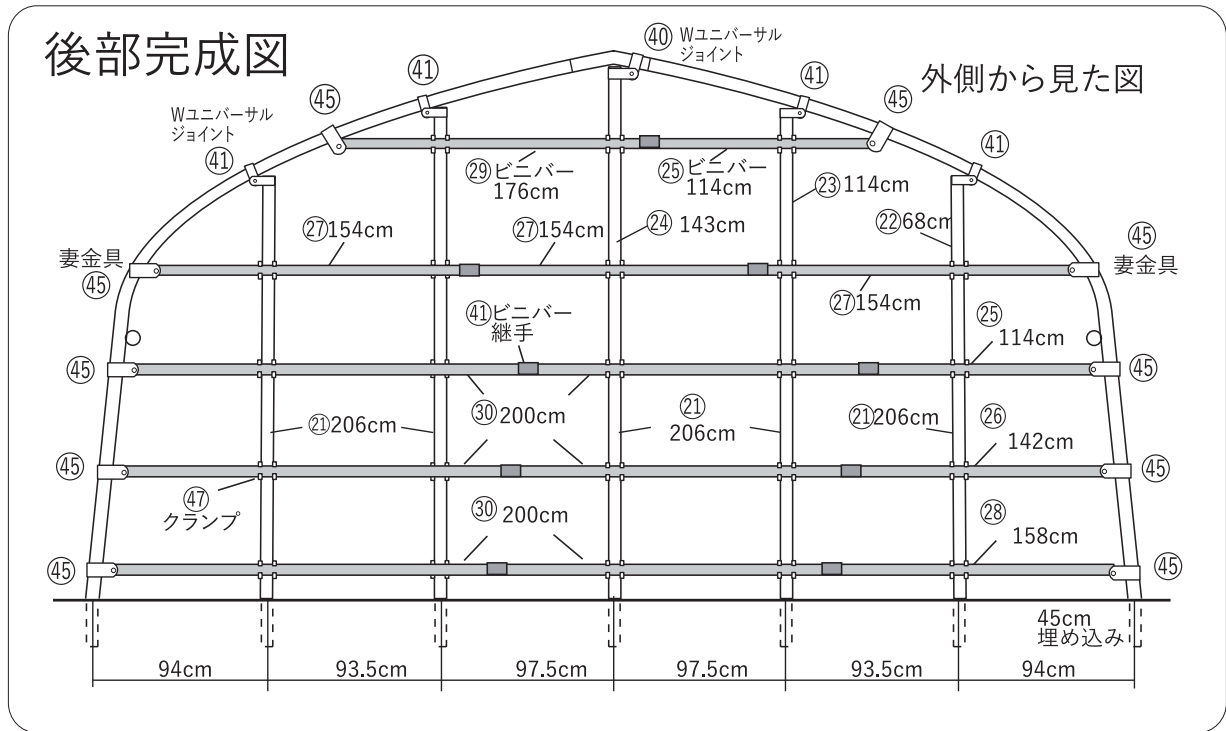 後部完成図
㊵ Wユニバーサル
ジョイント
外側から見た図
㊶
㊶
㊺
㊺
Wユニバーサル
ジョイント
㊶
㊶
㉙ビニバー
176cm
㉕ビニバー
114cm
㉓114cm
㉗154cm
㉗154cm
㉔ 143cm
㉒68cm
妻金具
㊺
㊺
妻金具
㉗154cm
㊶ビニバー
継手
㉕
114cm
㊺
㊺
㉚200cm
㉑206cm
㉑
206cm
㉑206cm
㉖
142cm
㊺
㊺
㊼
クランプ
㉚200cm
㉘
158cm
㊺
㊺
45cm
埋め込み
94cm
93.5cm
97.5cm
97.5cm
93.5cm
94cm